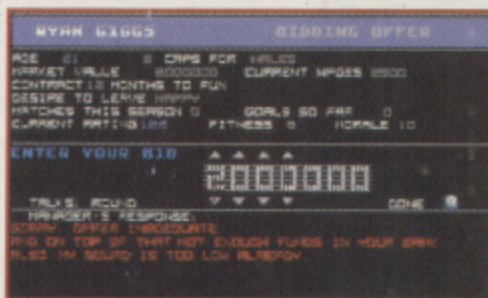 RYAN GIGGS BIDDING OFFER
AGE 21 8 CAPS FOR WALES
MARKET VALUE 8000000 CURRENT WAGES
CONTRACT 12 MONTHS TO RUN
DESIRE TO LEAVE HAPPY
MATCHES THIS SEASON 0 GOALS SO FAR 0
CURRENT RATING FITNESS MORALE 10
ENTER YOUR BID
2000000
TALKS. ROUND DONE
MANAGER'S RESPONSE:
SORRY, OFFER INADEQUATE
AND ON TOP OF THAT NOT ENOUGH FUNDS IN YOUR BANK
ALSO MY SQUAD IS TOO LOW ALREADY